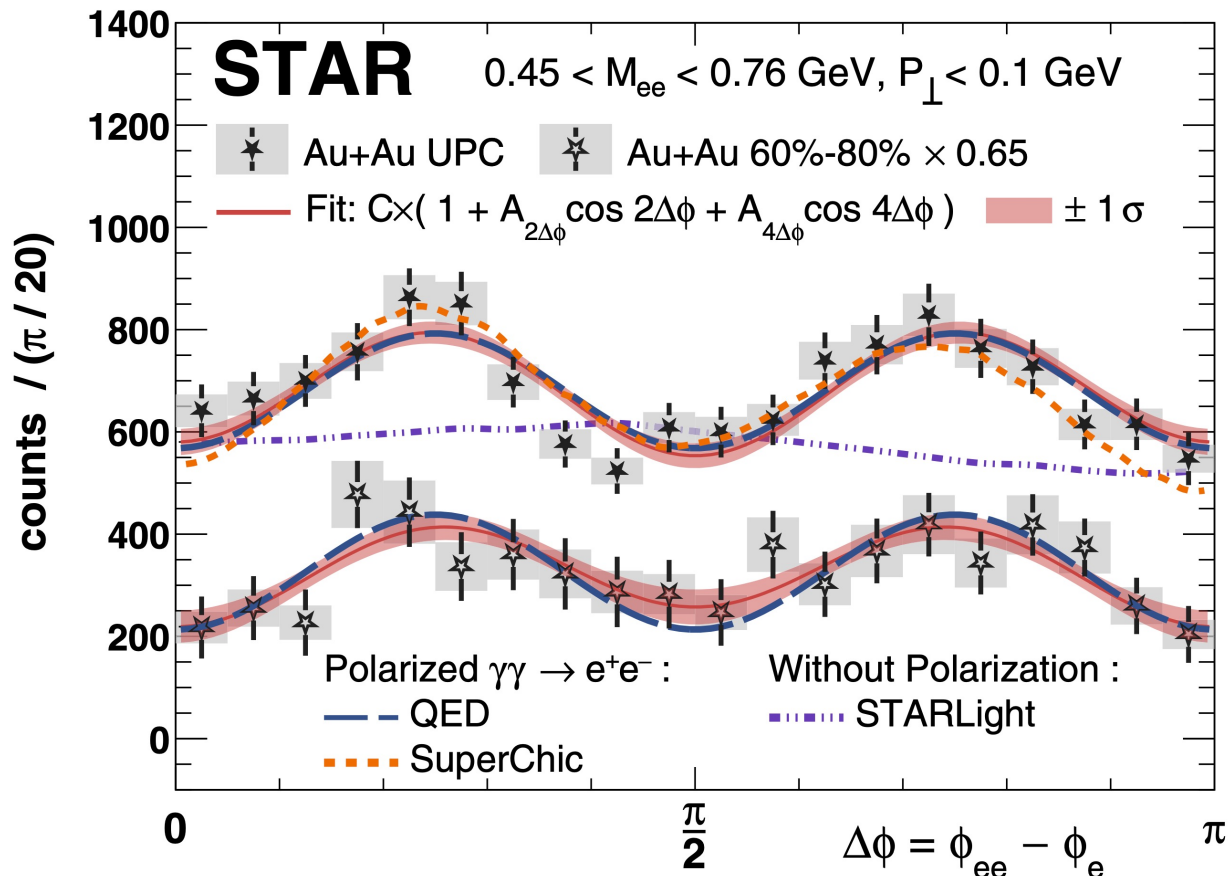 1400
1200
1000
800
600
400
200
0
counts / (π / 20)
STAR 0.45 < M_ee < 0.76 GeV, P_⊥ < 0.1 GeV
Au+Au UPC Au+Au 60%-80% × 0.65
Fit: C×( 1 + A_2Δϕ cos 2Δϕ + A_4Δϕ cos 4Δϕ ) ± 1 σ
Polarized γγ → e⁺e⁻ : Without Polarization :
QED STARLight
SuperChic
0 π/2 π
Δϕ = ϕ_ee − ϕ_e